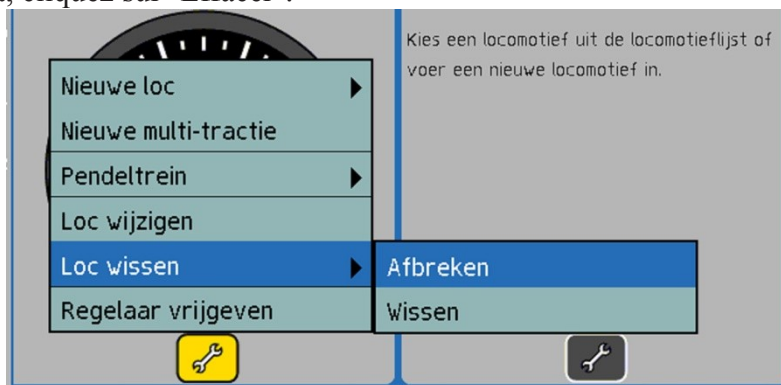 Kies een locomotief uit de locomotieflijst of
voer een nieuwe locomotief in.
Nieuwe loc
Nieuwe multi-tractie
Pendeltrein
Loc wijzigen
Loc wissen
Afbreken
Wissen
Regelaar vrijgeven